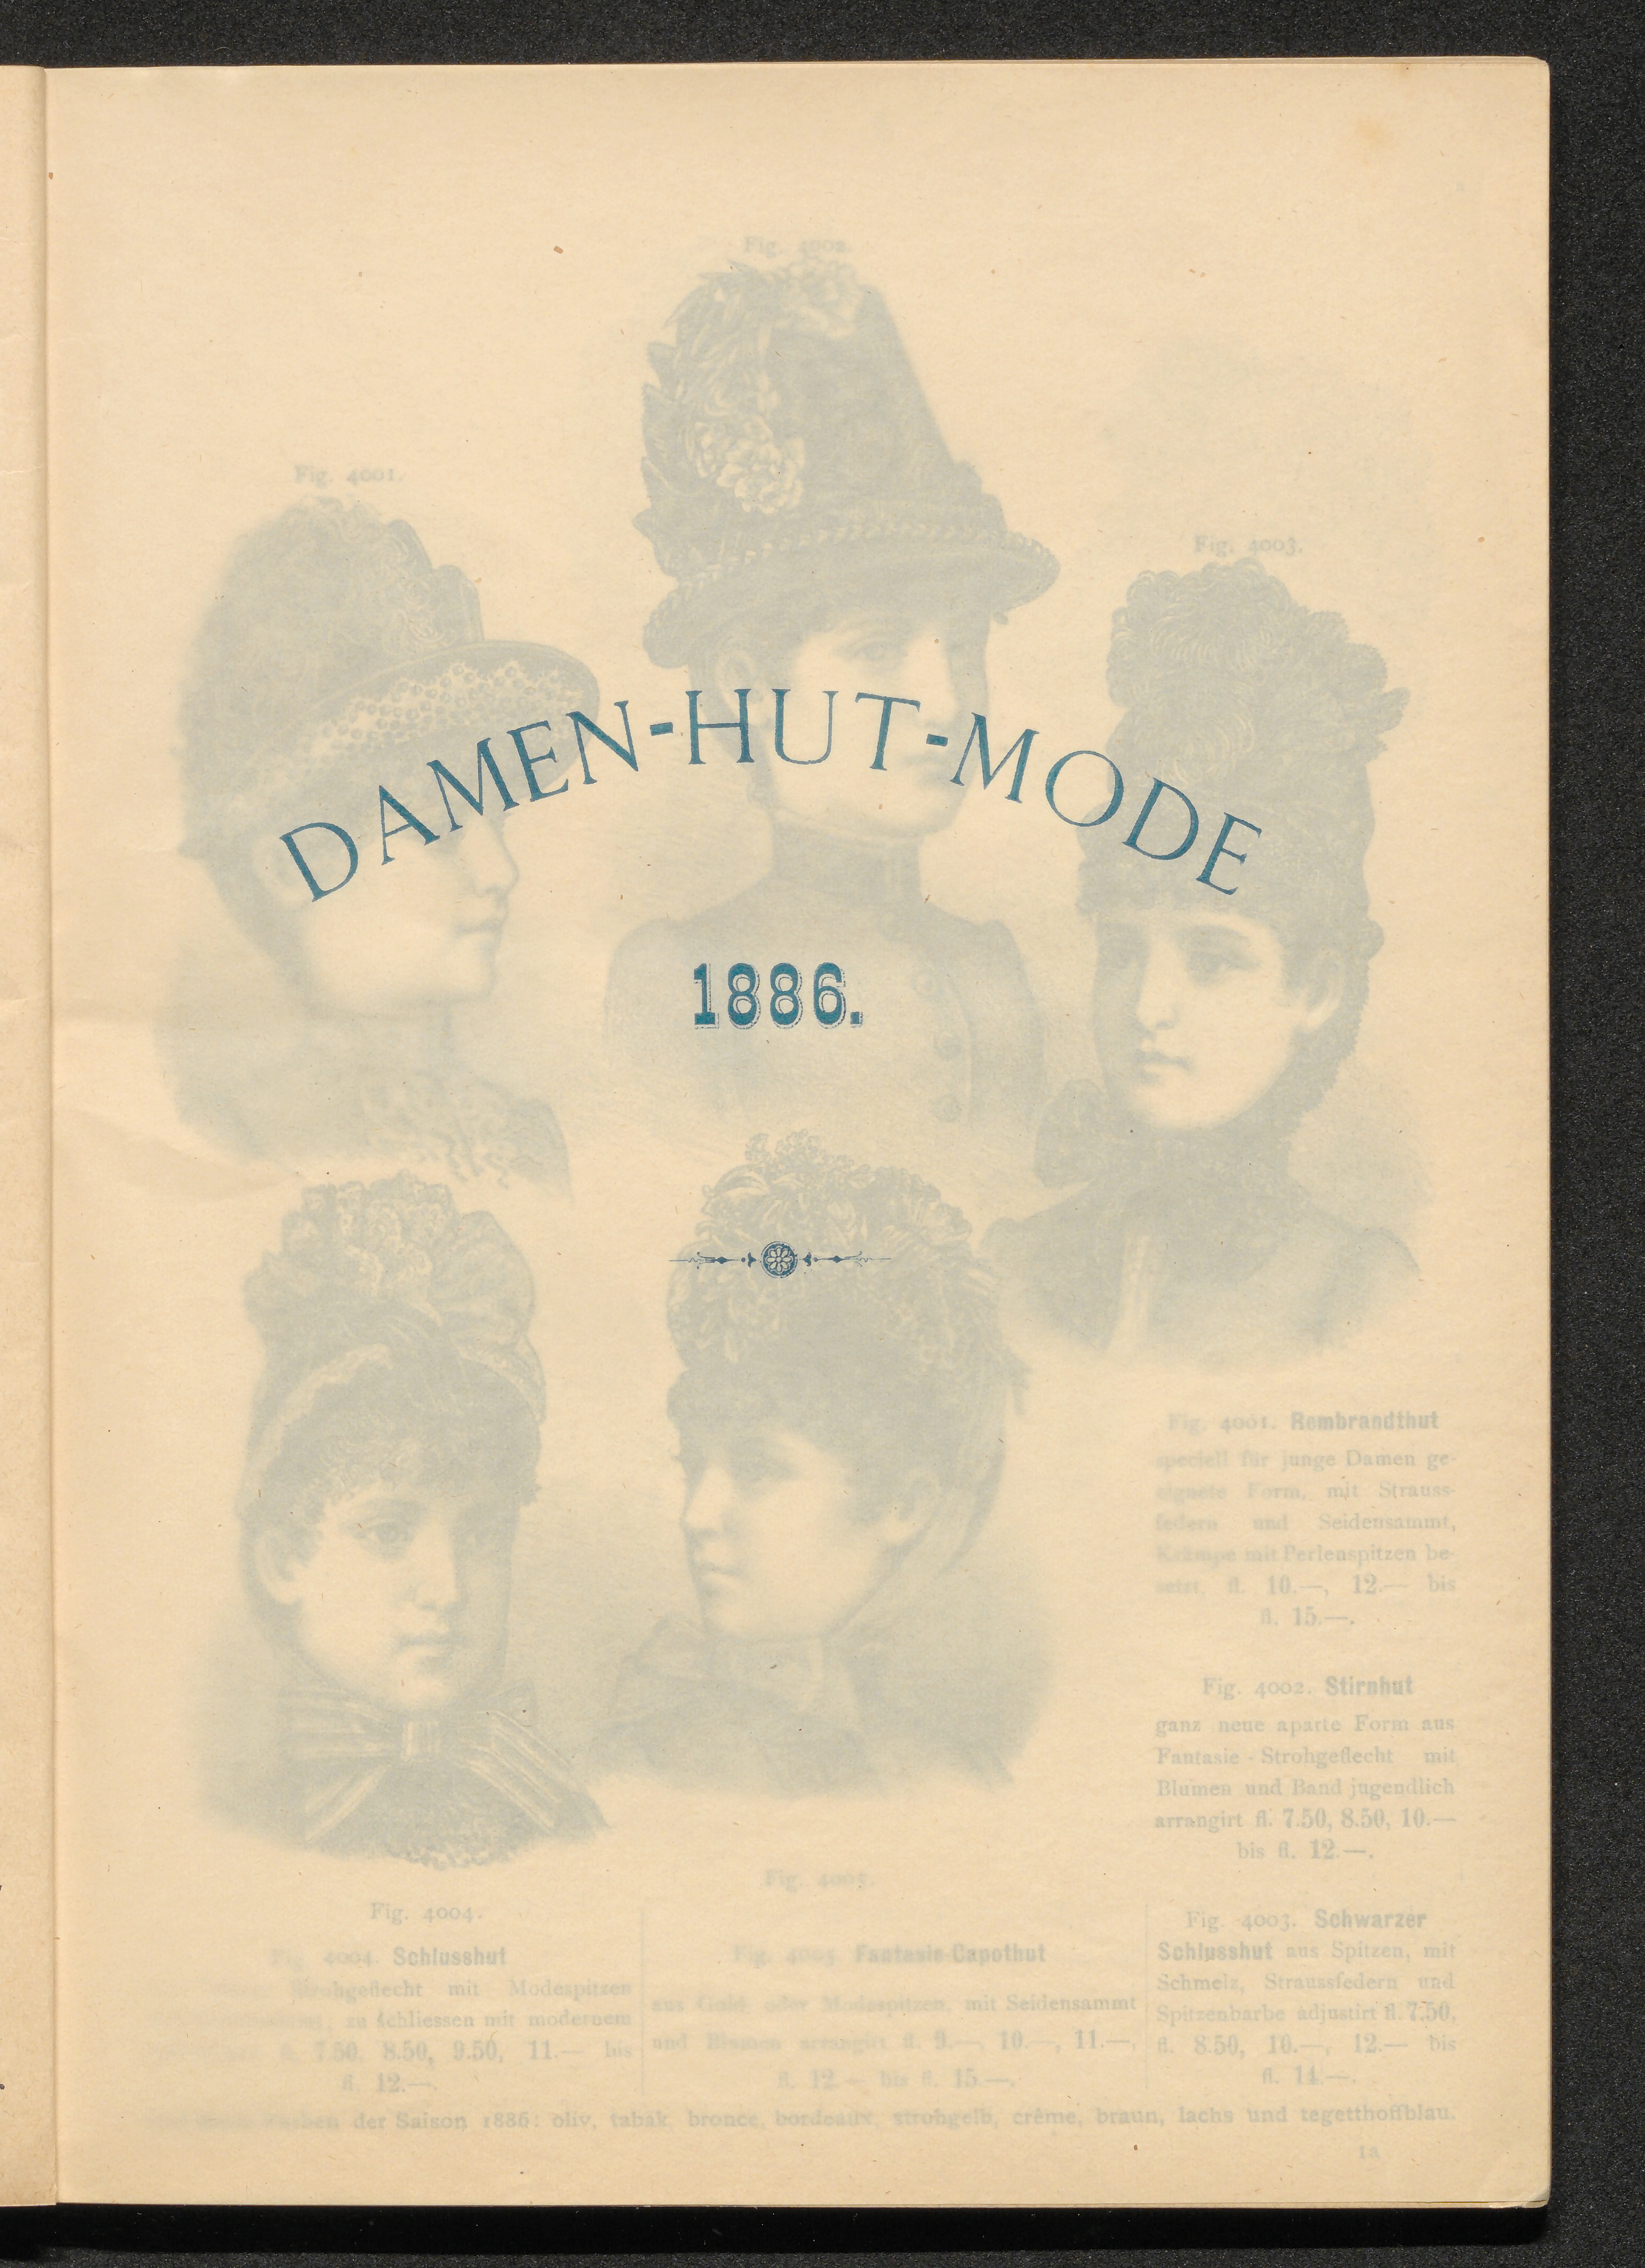 Fig. 4002.
Fig. 4001.
Fig. 4003.
DAMEN-HUT-MODE
1886.
Fig. 4001. Rembrandthut
speciell für junge Damen ge-
eignete Form, mit Strauss-
federn und Seidensammt,
Krämpe mit Perlenspitzen be-
setzt, fl. 10.—, 12.— bis
fl. 15.—.
Fig. 4002. Stirnhut
ganz neue aparte Form aus
Fantasie-Strohgeflecht mit
Blumen und Band jugendlich
arrangirt fl. 7.50, 8.50, 10.—
bis fl. 12.—.
Fig. 4005.
Fig. 4004.
Fig. 4003. Schwarzer
Schlusshut aus Spitzen, mit
Schmelz, Straussfedern und
Spitzenbarbe adjustirt fl. 7.50,
fl. 8.50, 10.—, 12.— bis
fl. 14.—.
Fig. 4004. Schlusshut
Strohgeflecht mit Modespitzen
zu schliessen mit modernem
fl. 7.50, 8.50, 9.50, 11.— bis
fl. 12.—.
Fig. 4005. Fantasie-Capothut
aus Gold- oder Modespitzen, mit Seidensammt
und Blumen arrangirt fl. 9.—, 10.—, 11.—,
fl. 12.— bis fl. 15.—.
der Saison 1886: oliv, tabak, bronce, bordeaux, strohgelb, crême, braun, lachs und tegetthoffblau.
1a